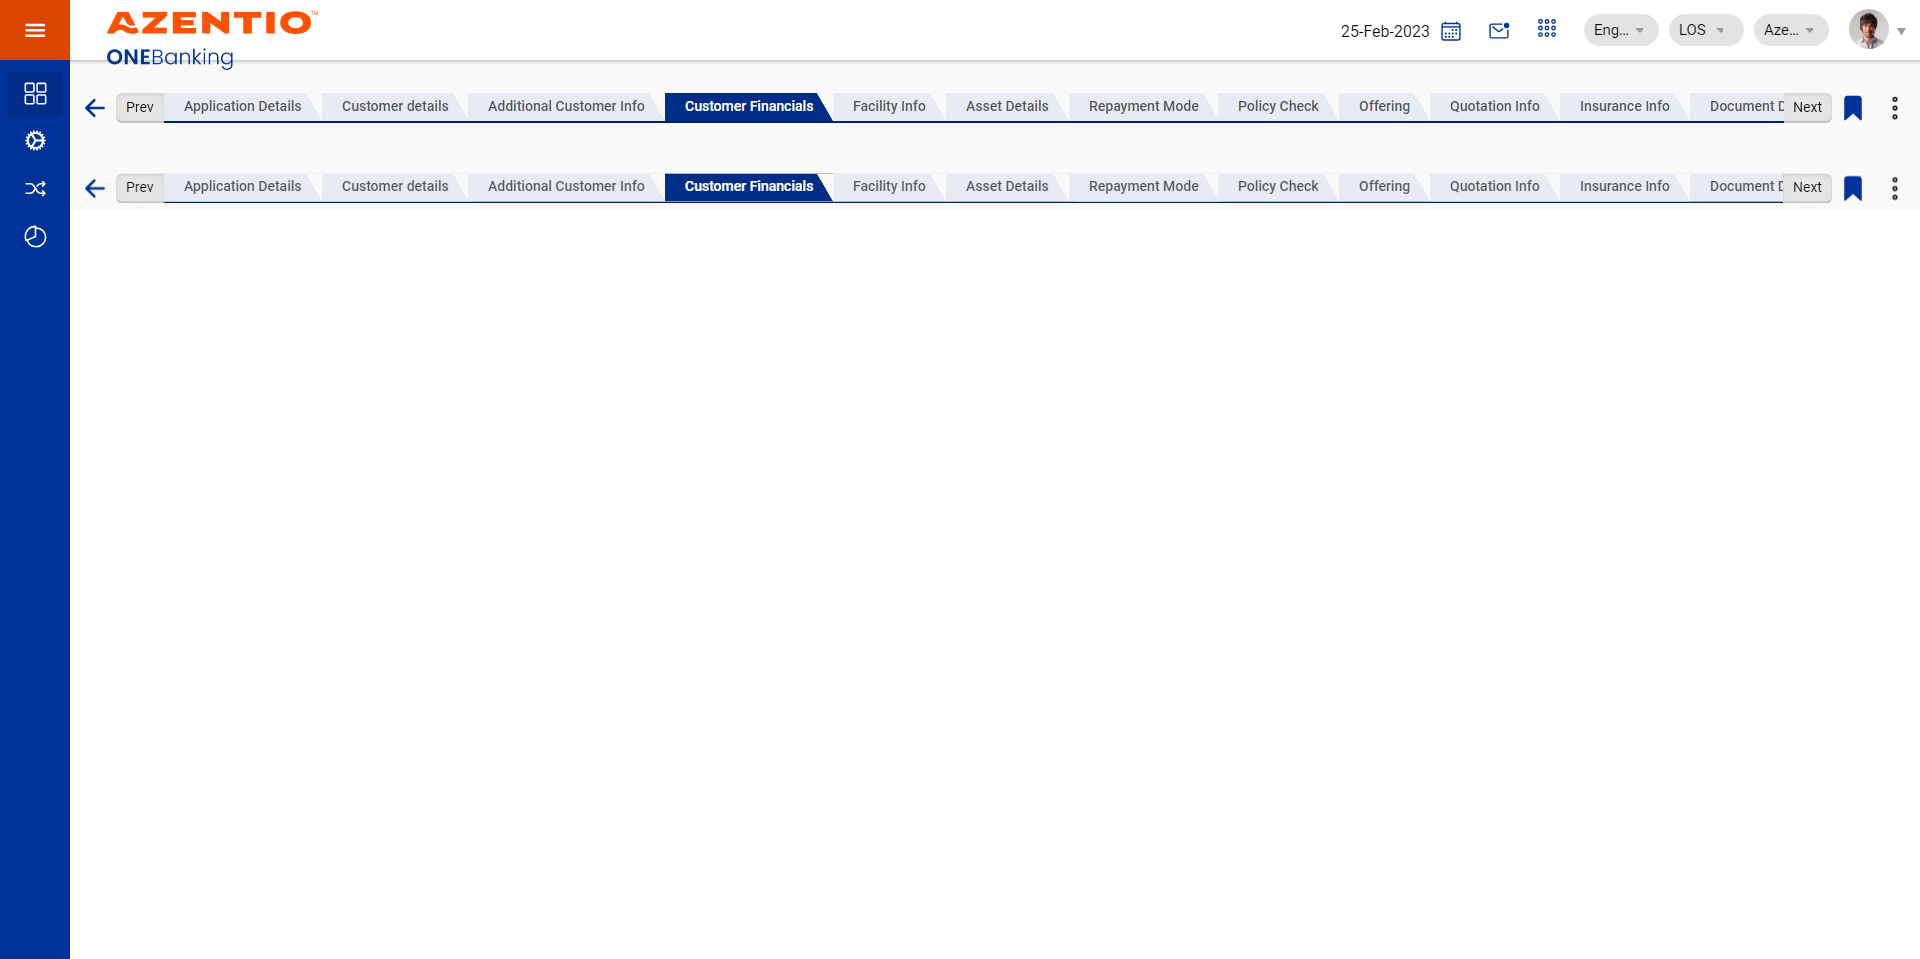 AZENTIO™
ONEBanking
25-Feb-2023 Eng... LOS Aze...
Prev Application Details Customer details Additional Customer Info Customer Financials Facility Info Asset Details Repayment Mode Policy Check Offering Quotation Info Insurance Info Document D Next
Prev Application Details Customer details Additional Customer Info Customer Financials Facility Info Asset Details Repayment Mode Policy Check Offering Quotation Info Insurance Info Document D Next